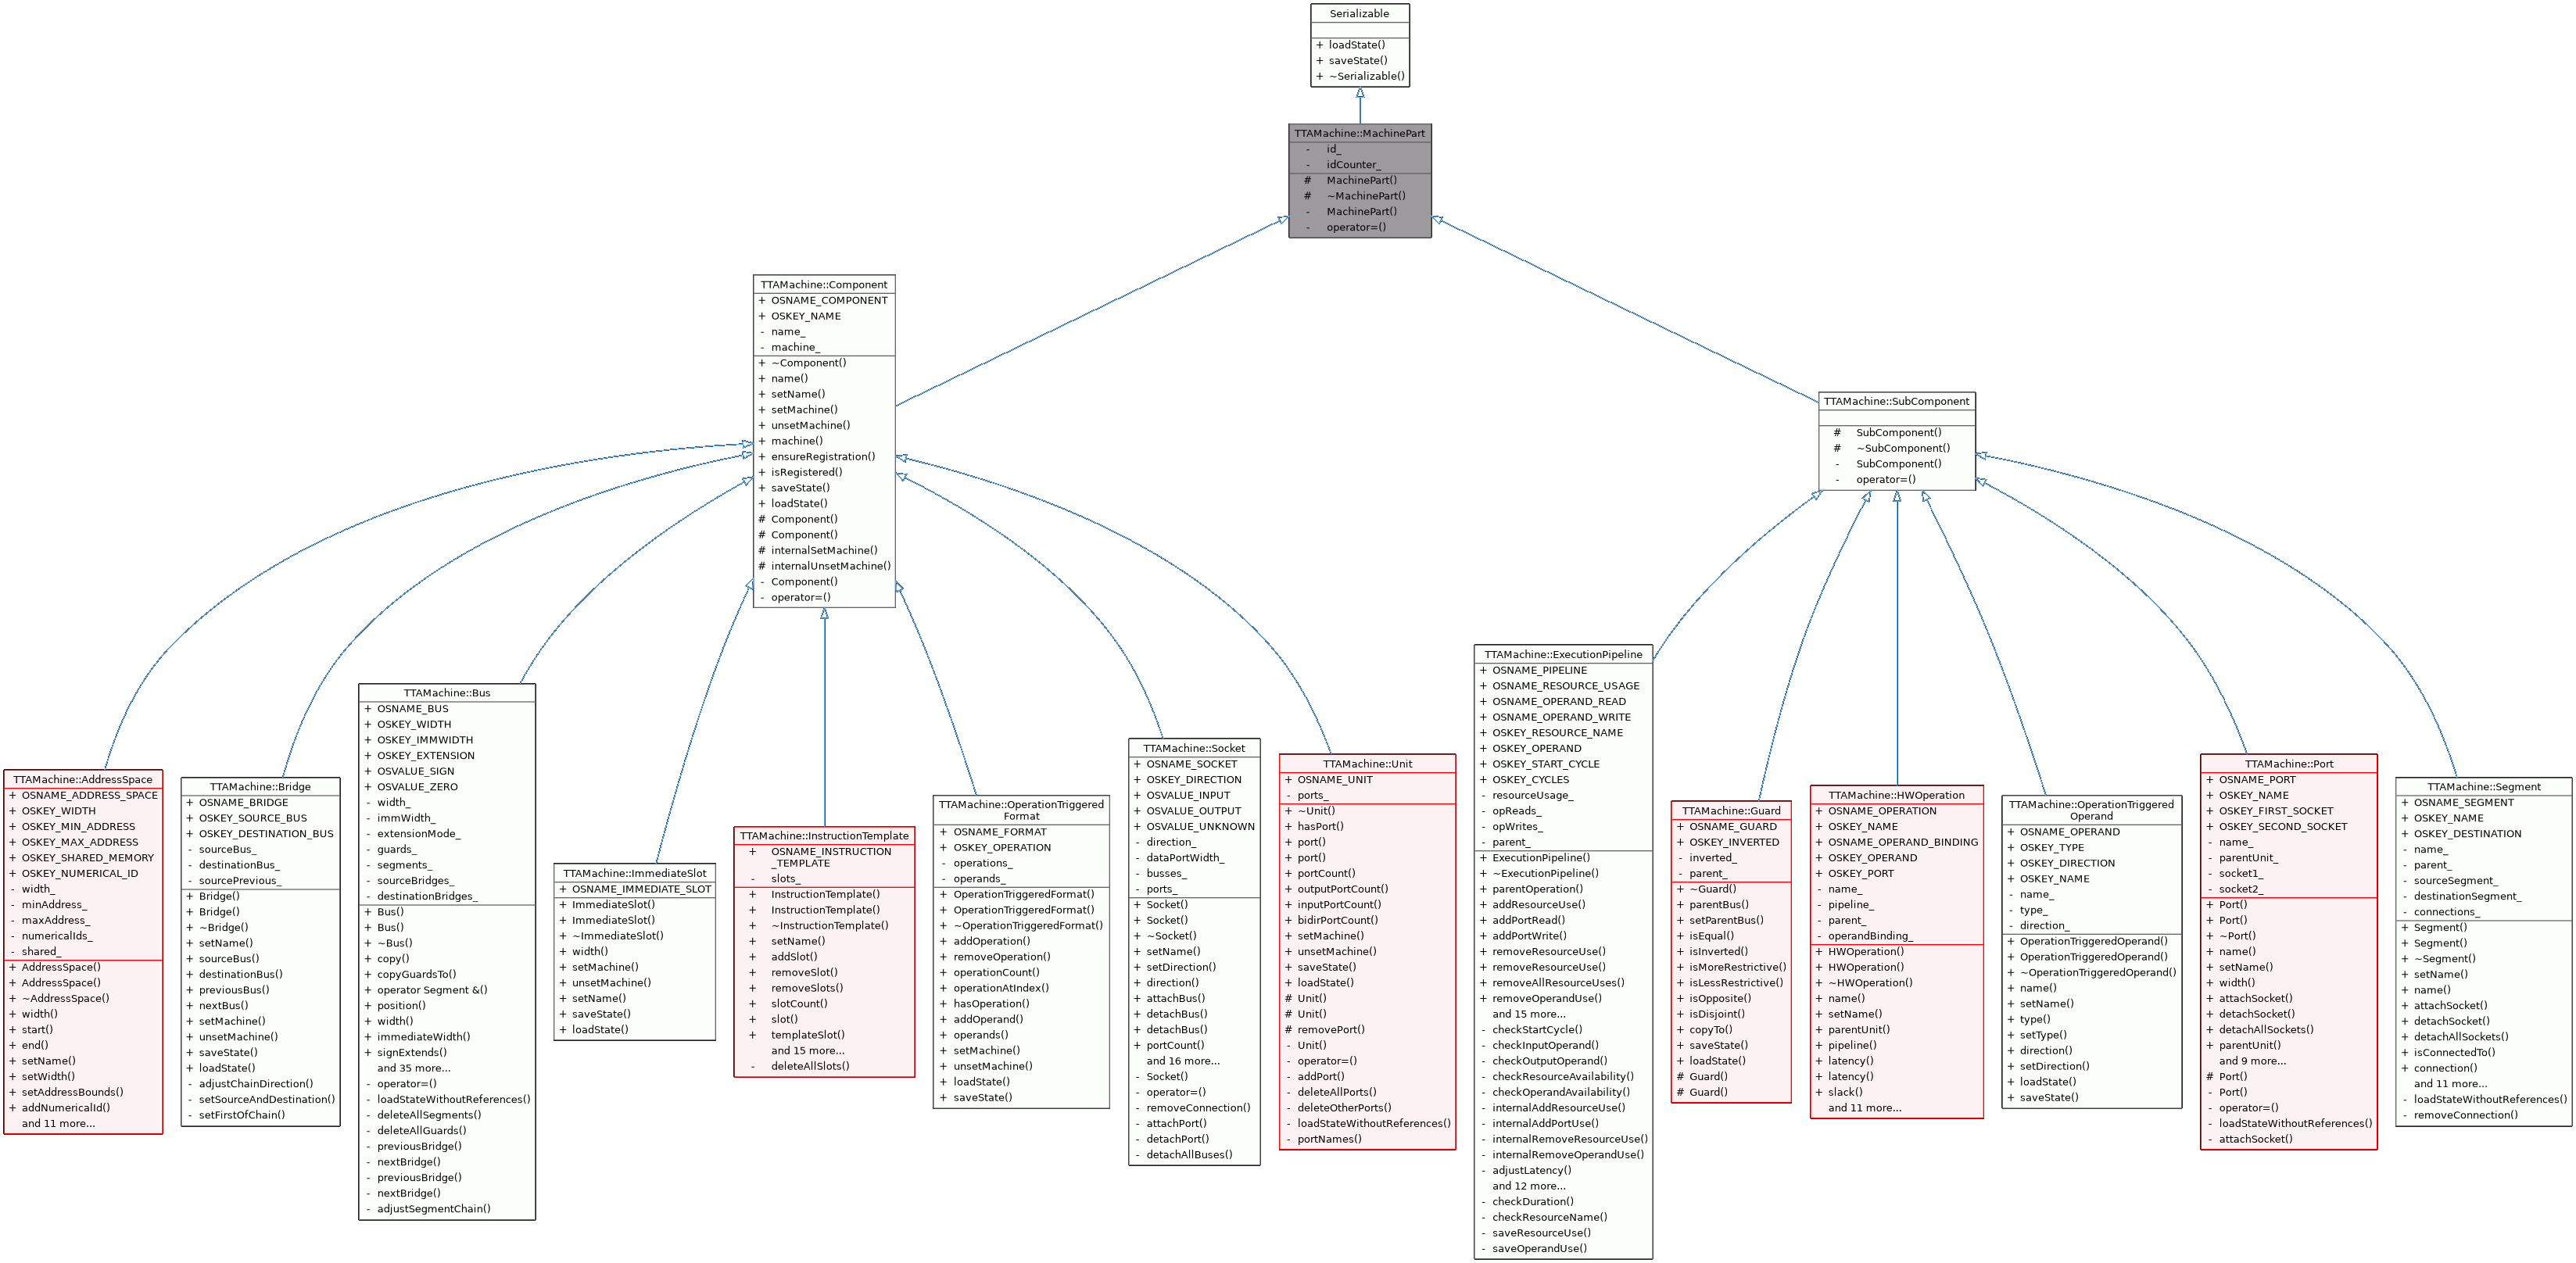 Serializable
+ loadState()
+ saveState()
+ ~Serializable()
TTAMachine::MachinePart
- id_
- idCounter_
# MachinePart()
# ~MachinePart()
- MachinePart()
- operator=()
TTAMachine::Component
+ OSNAME_COMPONENT
+ OSKEY_NAME
- name_
- machine_
+ ~Component()
+ name()
+ setName()
+ setMachine()
+ unsetMachine()
+ machine()
+ ensureRegistration()
+ isRegistered()
+ saveState()
+ loadState()
# Component()
# Component()
# internalSetMachine()
# internalUnsetMachine()
- Component()
- operator=()
TTAMachine::SubComponent
# SubComponent()
# ~SubComponent()
- SubComponent()
- operator=()
TTAMachine::AddressSpace
+ OSNAME_ADDRESS_SPACE
+ OSKEY_WIDTH
+ OSKEY_MIN_ADDRESS
+ OSKEY_MAX_ADDRESS
+ OSKEY_SHARED_MEMORY
+ OSKEY_NUMERICAL_ID
- width_
- minAddress_
- maxAddress_
- numericalIds_
- shared_
+ AddressSpace()
+ AddressSpace()
+ ~AddressSpace()
+ width()
+ start()
+ end()
+ setName()
+ setWidth()
+ setAddressBounds()
+ addNumericalId()
and 11 more...
TTAMachine::Bridge
+ OSNAME_BRIDGE
+ OSKEY_SOURCE_BUS
+ OSKEY_DESTINATION_BUS
- sourceBus_
- destinationBus_
- sourcePrevious_
+ Bridge()
+ Bridge()
+ ~Bridge()
+ setName()
+ sourceBus()
+ destinationBus()
+ previousBus()
+ nextBus()
+ setMachine()
+ unsetMachine()
+ saveState()
+ loadState()
- adjustChainDirection()
- setSourceAndDestination()
- setFirstOfChain()
TTAMachine::Bus
+ OSNAME_BUS
+ OSKEY_WIDTH
+ OSKEY_IMMWIDTH
+ OSKEY_EXTENSION
+ OSVALUE_SIGN
+ OSVALUE_ZERO
- width_
- immWidth_
- extensionMode_
- guards_
- segments_
- sourceBridges_
- destinationBridges_
+ Bus()
+ Bus()
+ ~Bus()
+ copy()
+ copyGuardsTo()
+ operator Segment &()
+ position()
+ width()
+ immediateWidth()
+ signExtends()
and 35 more...
- operator=()
- loadStateWithoutReferences()
- deleteAllSegments()
- deleteAllGuards()
- previousBridge()
- nextBridge()
- previousBridge()
- nextBridge()
- adjustSegmentChain()
TTAMachine::ImmediateSlot
+ OSNAME_IMMEDIATE_SLOT
+ ImmediateSlot()
+ ImmediateSlot()
+ ~ImmediateSlot()
+ width()
+ setMachine()
+ unsetMachine()
+ setName()
+ saveState()
+ loadState()
TTAMachine::InstructionTemplate
+ OSNAME_INSTRUCTION
_TEMPLATE
- slots_
+ InstructionTemplate()
+ InstructionTemplate()
+ ~InstructionTemplate()
+ setName()
+ addSlot()
+ removeSlot()
+ removeSlots()
+ slotCount()
+ slot()
+ templateSlot()
and 15 more...
- deleteAllSlots()
TTAMachine::OperationTriggered
Format
+ OSNAME_FORMAT
+ OSKEY_OPERATION
- operations_
- operands_
+ OperationTriggeredFormat()
+ OperationTriggeredFormat()
+ ~OperationTriggeredFormat()
+ addOperation()
+ removeOperation()
+ operationCount()
+ operationAtIndex()
+ hasOperation()
+ addOperand()
+ operands()
+ setMachine()
+ unsetMachine()
+ loadState()
+ saveState()
TTAMachine::Socket
+ OSNAME_SOCKET
+ OSKEY_DIRECTION
+ OSVALUE_INPUT
+ OSVALUE_OUTPUT
+ OSVALUE_UNKNOWN
- direction_
- dataPortWidth_
- busses_
- ports_
+ Socket()
+ Socket()
+ ~Socket()
+ setName()
+ setDirection()
+ direction()
+ attachBus()
+ detachBus()
+ detachBus()
+ portCount()
and 16 more...
- Socket()
- operator=()
- removeConnection()
- attachPort()
- detachPort()
- detachAllBuses()
TTAMachine::Unit
+ OSNAME_UNIT
- ports_
+ ~Unit()
+ hasPort()
+ port()
+ port()
+ portCount()
+ outputPortCount()
+ inputPortCount()
+ bidirPortCount()
+ setMachine()
+ unsetMachine()
+ saveState()
+ loadState()
# Unit()
# Unit()
# removePort()
- Unit()
- operator=()
- addPort()
- deleteAllPorts()
- deleteOtherPorts()
- loadStateWithoutReferences()
- portNames()
TTAMachine::ExecutionPipeline
+ OSNAME_PIPELINE
+ OSNAME_RESOURCE_USAGE
+ OSNAME_OPERAND_READ
+ OSNAME_OPERAND_WRITE
+ OSKEY_RESOURCE_NAME
+ OSKEY_OPERAND
+ OSKEY_START_CYCLE
+ OSKEY_CYCLES
- resourceUsage_
- opReads_
- opWrites_
- parent_
+ ExecutionPipeline()
+ ~ExecutionPipeline()
+ parentOperation()
+ addResourceUse()
+ addPortRead()
+ addPortWrite()
+ removeResourceUse()
+ removeResourceUse()
+ removeAllResourceUses()
+ removeOperandUse()
and 15 more...
- checkStartCycle()
- checkInputOperand()
- checkOutputOperand()
- checkResourceAvailability()
- checkOperandAvailability()
- internalAddResourceUse()
- internalAddPortUse()
- internalRemoveResourceUse()
- internalRemoveOperandUse()
- adjustLatency()
and 12 more...
- checkDuration()
- checkResourceName()
- saveResourceUse()
- saveOperandUse()
TTAMachine::Guard
+ OSNAME_GUARD
+ OSKEY_INVERTED
- inverted_
- parent_
+ ~Guard()
+ parentBus()
+ setParentBus()
+ isEqual()
+ isInverted()
+ isMoreRestrictive()
+ isLessRestrictive()
+ isOpposite()
+ isDisjoint()
+ copyTo()
+ saveState()
+ loadState()
# Guard()
# Guard()
TTAMachine::HWOperation
+ OSNAME_OPERATION
+ OSKEY_NAME
+ OSNAME_OPERAND_BINDING
+ OSKEY_OPERAND
+ OSKEY_PORT
- name_
- pipeline_
- parent_
- operandBinding_
+ HWOperation()
+ HWOperation()
+ ~HWOperation()
+ name()
+ setName()
+ parentUnit()
+ pipeline()
+ latency()
+ latency()
+ slack()
and 11 more...
TTAMachine::OperationTriggered
Operand
+ OSNAME_OPERAND
+ OSKEY_TYPE
+ OSKEY_DIRECTION
+ OSKEY_NAME
- name_
- type_
- direction_
+ OperationTriggeredOperand()
+ OperationTriggeredOperand()
+ ~OperationTriggeredOperand()
+ name()
+ setName()
+ type()
+ setType()
+ direction()
+ setDirection()
+ loadState()
+ saveState()
TTAMachine::Port
+ OSNAME_PORT
+ OSKEY_NAME
+ OSKEY_FIRST_SOCKET
+ OSKEY_SECOND_SOCKET
- name_
- parentUnit_
- socket1_
- socket2_
+ Port()
+ Port()
+ ~Port()
+ name()
+ setName()
+ width()
+ attachSocket()
+ detachSocket()
+ detachAllSockets()
+ parentUnit()
and 9 more...
# Port()
- Port()
- operator=()
- loadStateWithoutReferences()
- attachSocket()
TTAMachine::Segment
+ OSNAME_SEGMENT
+ OSKEY_NAME
+ OSKEY_DESTINATION
- name_
- parent_
- sourceSegment_
- destinationSegment_
- connections_
+ Segment()
+ Segment()
+ ~Segment()
+ setName()
+ name()
+ attachSocket()
+ detachSocket()
+ detachAllSockets()
+ isConnectedTo()
+ connection()
and 11 more...
- loadStateWithoutReferences()
- removeConnection()